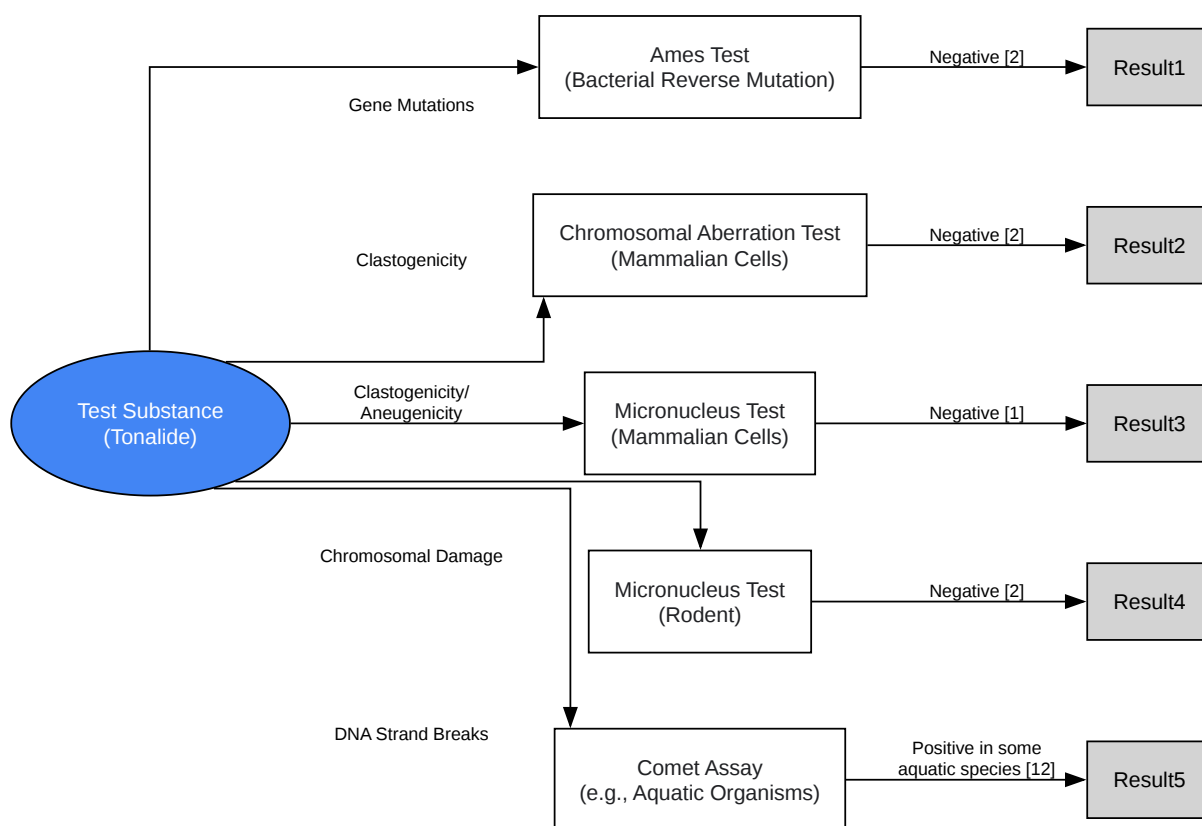 Ames Test
(Bacterial Reverse Mutation)
Negative [2]
Result1
Gene Mutations
Chromosomal Aberration Test
(Mammalian Cells)
Negative [2]
Result2
Clastogenicity
Test Substance
(Tonalide)
Clastogenicity/
Aneugenicity
Micronucleus Test
(Mammalian Cells)
Negative [1]
Result3
Chromosomal Damage
Micronucleus Test
(Rodent)
Negative [2]
Result4
DNA Strand Breaks
Comet Assay
(e.g., Aquatic Organisms)
Positive in some
aquatic species [12]
Result5